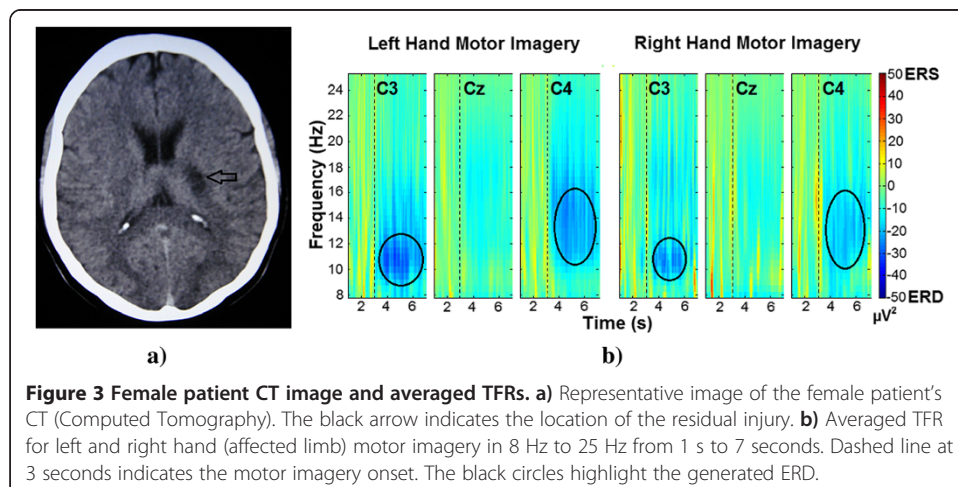 Left Hand Motor Imagery
Right Hand Motor Imagery
Frequency (Hz)
24
22
20
18
16
14
12
10
8
C3
Cz
C4
C3
Cz
C4
2 4 6
2 4 6
2 4 6
2 4 6
2 4 6
2 4 6
Time (s)
50 ERS
40
30
20
10
0
-10
-20
-30
-40
-50 ERD
µV²
a)
b)
Figure 3 Female patient CT image and averaged TFRs. a) Representative image of the female patient's
CT (Computed Tomography). The black arrow indicates the location of the residual injury. b) Averaged TFR
for left and right hand (affected limb) motor imagery in 8 Hz to 25 Hz from 1 s to 7 seconds. Dashed line at
3 seconds indicates the motor imagery onset. The black circles highlight the generated ERD.